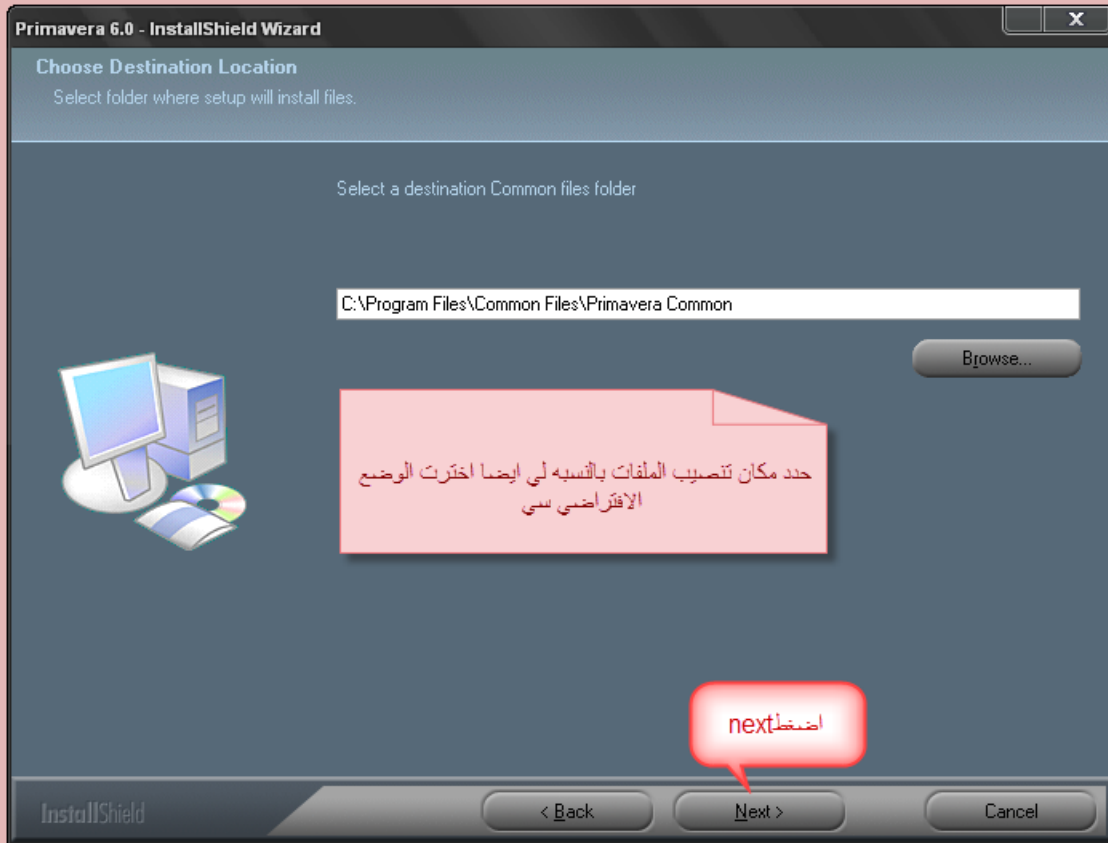 Primavera 6.0 - InstallShield Wizard
X
Choose Destination Location
Select folder where setup will install files.
Select a destination Common files folder
C:\Program Files\Common Files\Primavera Common
Browse...
حدد مكان تنصيب الملفات بالنسبه لي ايضا اخترت الوضع
الافتراضي سي
اضغطnext
InstallShield
< Back
Next >
Cancel